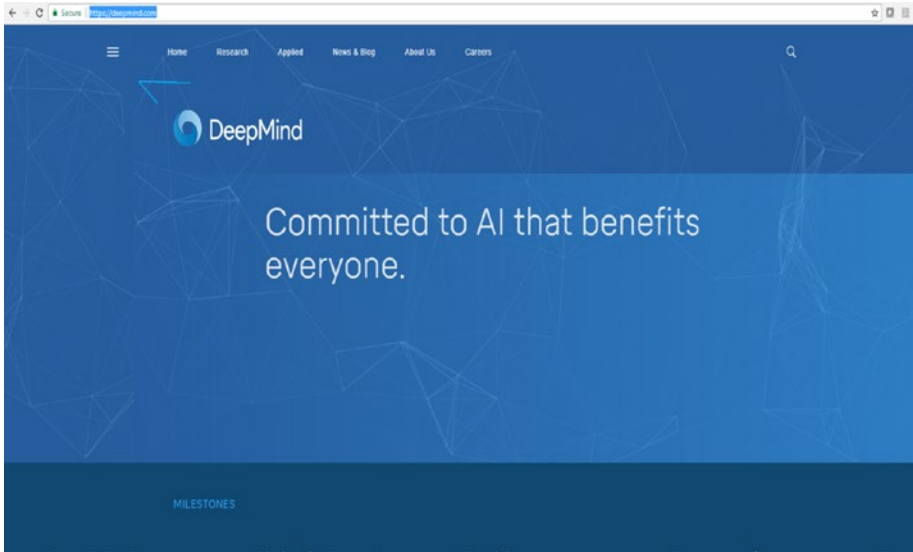 Secure https://deepmind.com
Home Research Applied News & Blog About Us Careers
DeepMind
Committed to AI that benefits
everyone.
MILESTONES